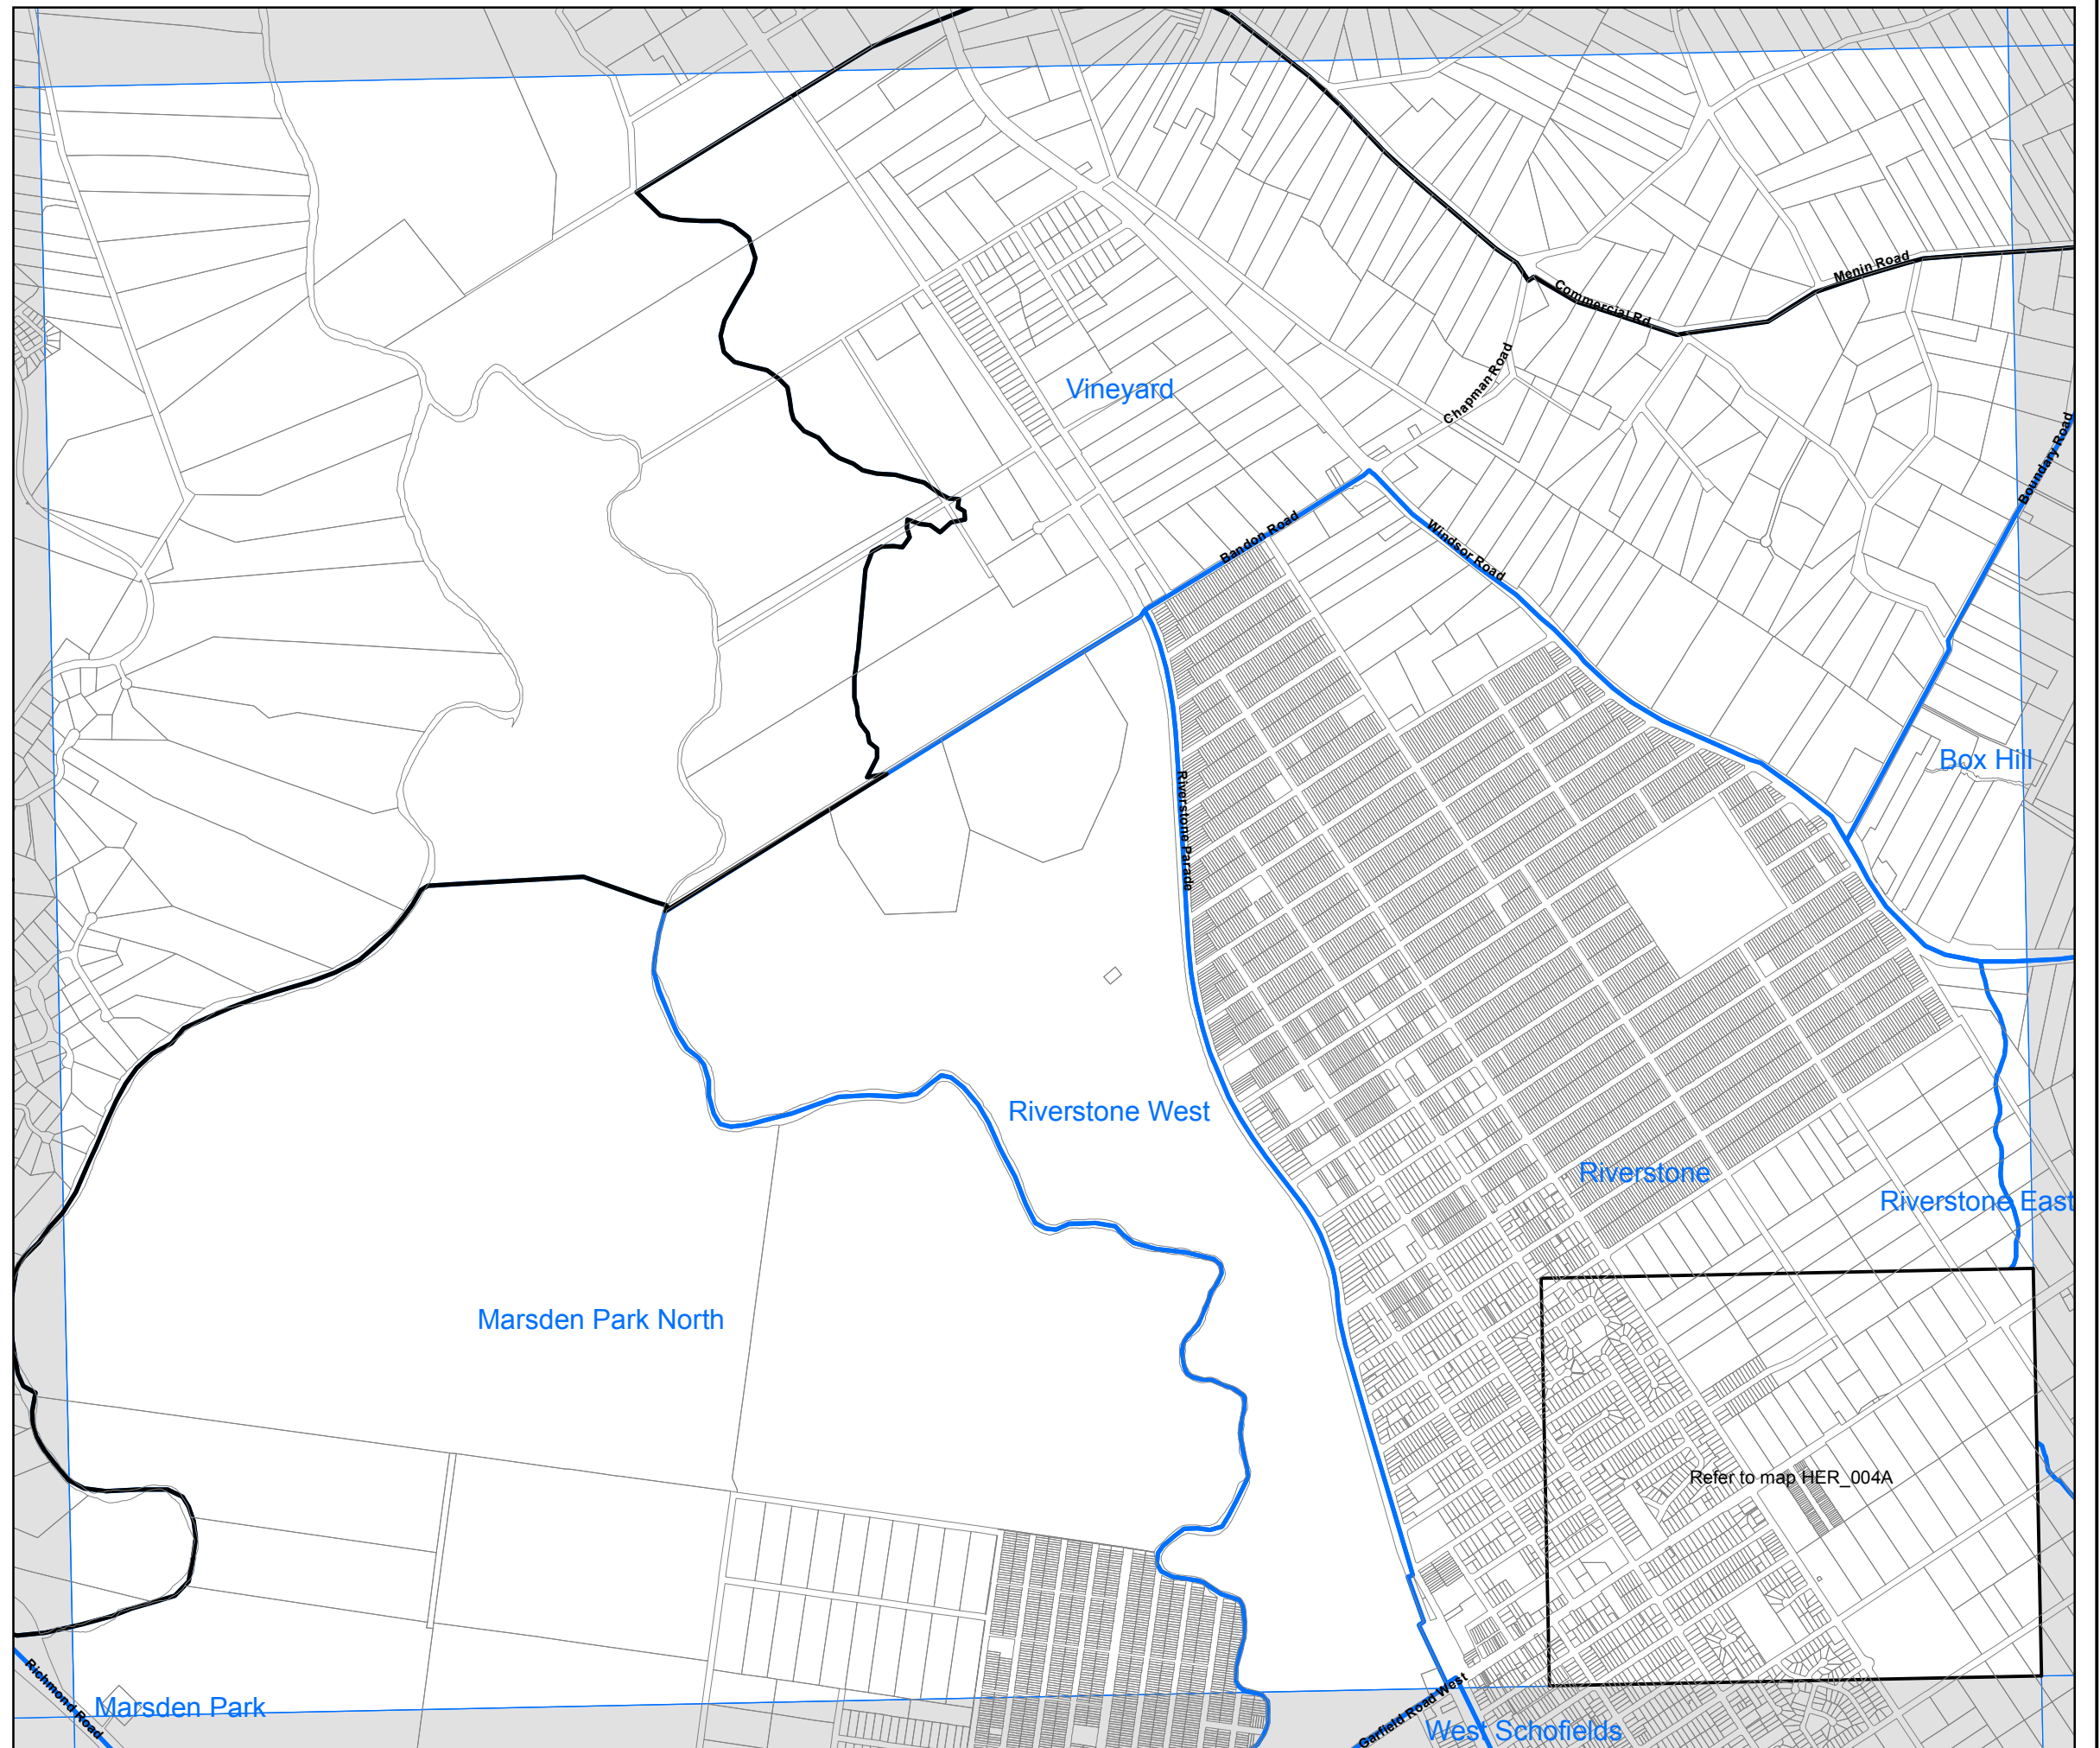 Menin Road
Commercial Rd
Chapman Road
Vineyard
Boundary Road
Bandon Road
Windsor Road
Box Hill
Riverstone Parade
Riverstone West
Riverstone
Riverstone East
Marsden Park North
Refer to map HER_004A
Richmond Road
Marsden Park
Garfield Road West
West Schofields